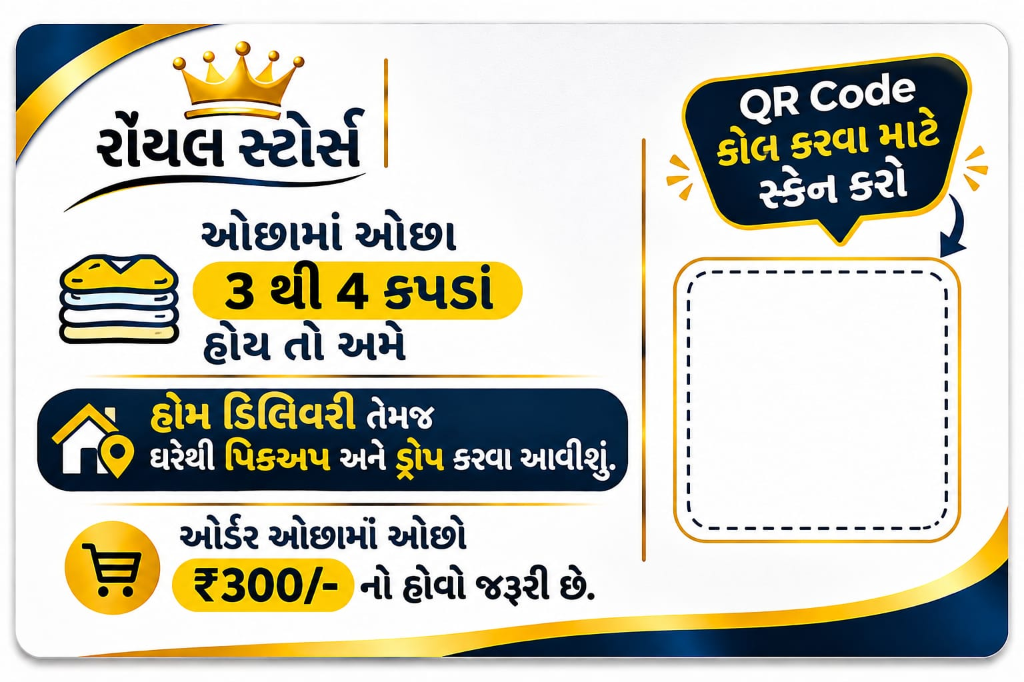 રોયલ સ્ટોર્સ
ઓછામાં ઓછા
3 થી 4 કપડાં
હોય તો અમે
હોમ ડિલિવરી તેમજ
ઘરેથી પિકઅપ અને ડ્રોપ કરવા આવીશું.
ઓર્ડર ઓછામાં ઓછો
₹300/- નો હોવો જરૂરી છે.
QR Code
કોલ કરવા માટે
સ્કેન કરો